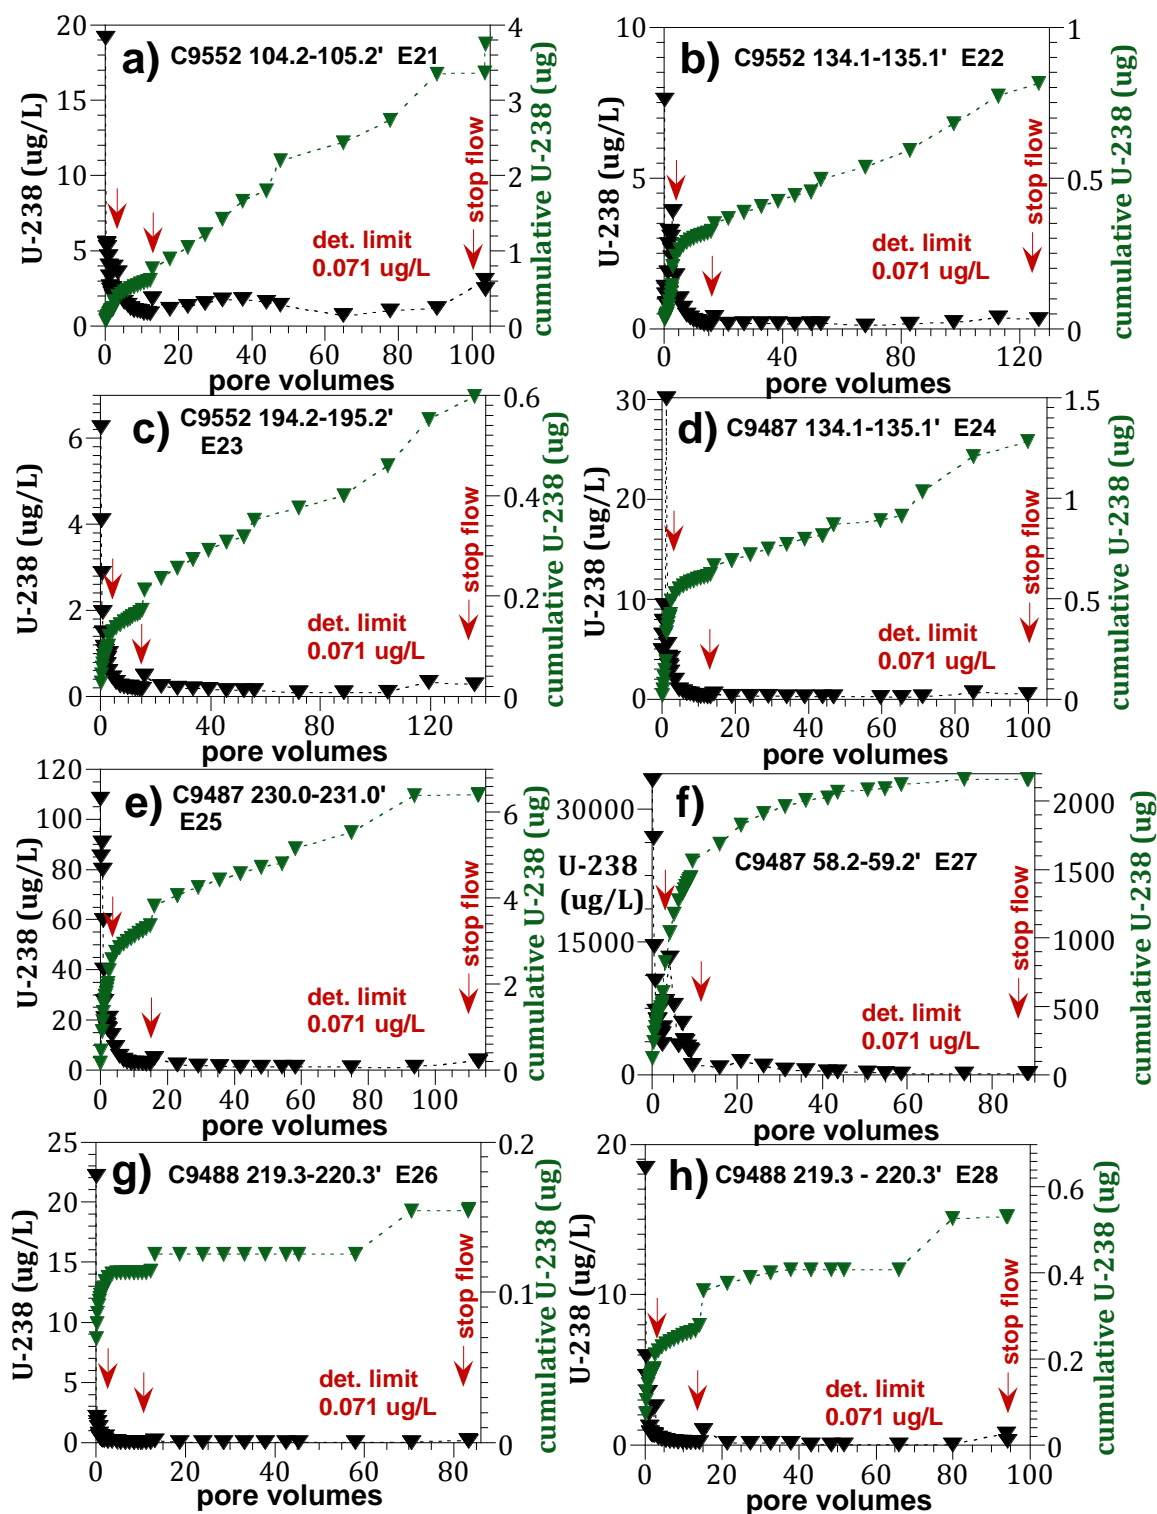 a) C9552 104.2-105.2' E21
U-238 (ug/L)
20
15
10
5
0
4
3
2
1
0
cumulative U-238 (ug)
det. limit
0.071 ug/L
stop flow
0 20 40 60 80 100
pore volumes
b) C9552 134.1-135.1' E22
U-238 (ug/L)
10
5
0
1
0.5
0
cumulative U-238 (ug)
det. limit
0.071 ug/L
stop flow
0 40 80 120
pore volumes
c) C9552 194.2-195.2'
E23
U-238 (ug/L)
6
4
2
0
0.6
0.4
0.2
0
cumulative U-238 (ug)
det. limit
0.071 ug/L
stop flow
0 40 80 120
pore volumes
d) C9487 134.1-135.1' E24
U-238 (ug/L)
30
20
10
0
1.5
1
0.5
0
cumulative U-238 (ug)
det. limit
0.071 ug/L
stop flow
0 20 40 60 80 100
pore volumes
e) C9487 230.0-231.0'
E25
U-238 (ug/L)
120
100
80
60
40
20
0
6
4
2
0
cumulative U-238 (ug)
det. limit
0.071 ug/L
stop flow
0 40 80 120
pore volumes
f)
C9487 58.2-59.2' E27
U-238
(ug/L)
30000
15000
0
2000
1500
1000
500
0
cumulative U-238 (ug)
det. limit
0.071 ug/L
stop flow
0 20 40 60 80
pore volumes
g) C9488 219.3-220.3' E26
U-238 (ug/L)
25
20
15
10
5
0
0.2
0.1
0
cumulative U-238 (ug)
det. limit
0.071 ug/L
stop flow
0 20 40 60 80
pore volumes
h) C9488 219.3 - 220.3' E28
U-238 (ug/L)
20
10
0
0.6
0.4
0.2
0
cumulative U-238 (ug)
det. limit
0.071 ug/L
stop flow
0 20 40 60 80 100
pore volumes